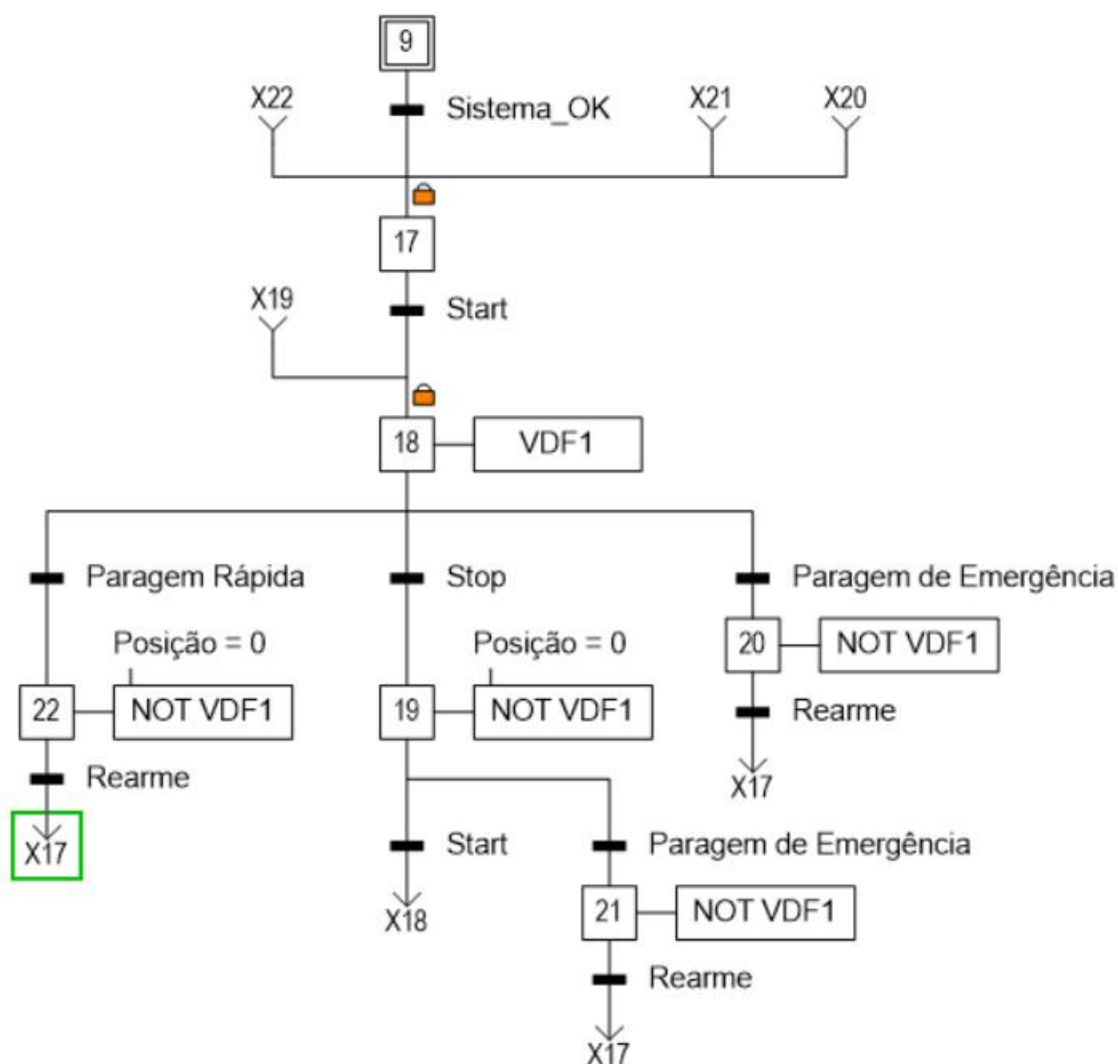 9
X22
Sistema_OK
X21
X20
17
X19
Start
18
VDF1
Paragem Rápida
Stop
Paragem de Emergência
Posição = 0
Posição = 0
20
NOT VDF1
22
NOT VDF1
19
NOT VDF1
Rearme
Rearme
X17
X17
Start
Paragem de Emergência
X18
21
NOT VDF1
Rearme
X17